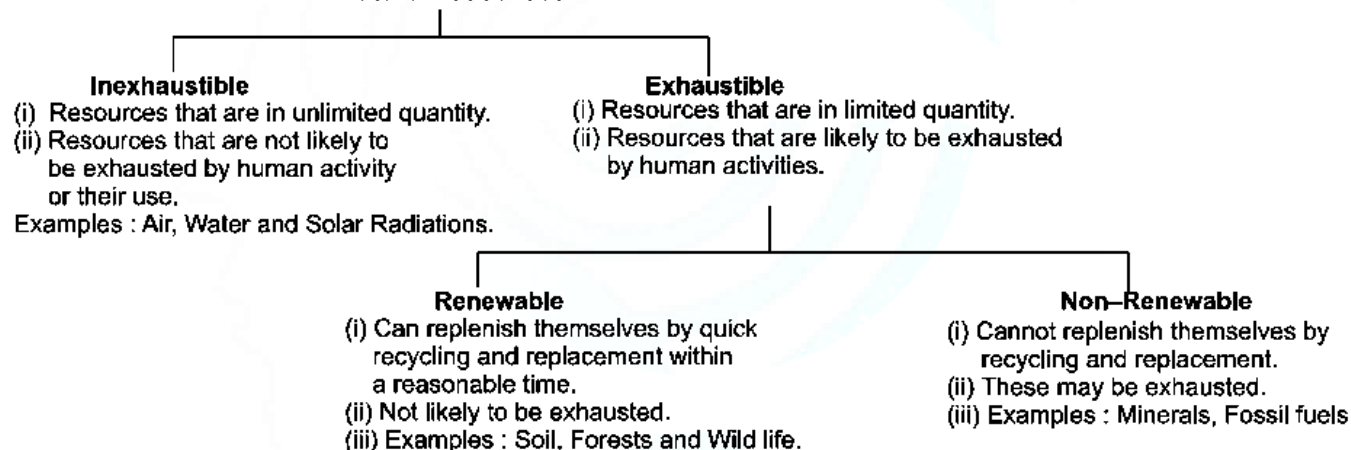 Inexhaustible
(i) Resources that are in unlimited quantity.
(ii) Resources that are not likely to
be exhausted by human activity
or their use.
Examples : Air, Water and Solar Radiations.
Exhaustible
(i) Resources that are in limited quantity.
(ii) Resources that are likely to be exhausted
by human activities.
Renewable
(i) Can replenish themselves by quick
recycling and replacement within
a reasonable time.
(ii) Not likely to be exhausted.
(iii) Examples : Soil, Forests and Wild life.
Non–Renewable
(i) Cannot replenish themselves by
recycling and replacement.
(ii) These may be exhausted.
(iii) Examples : Minerals, Fossil fuels